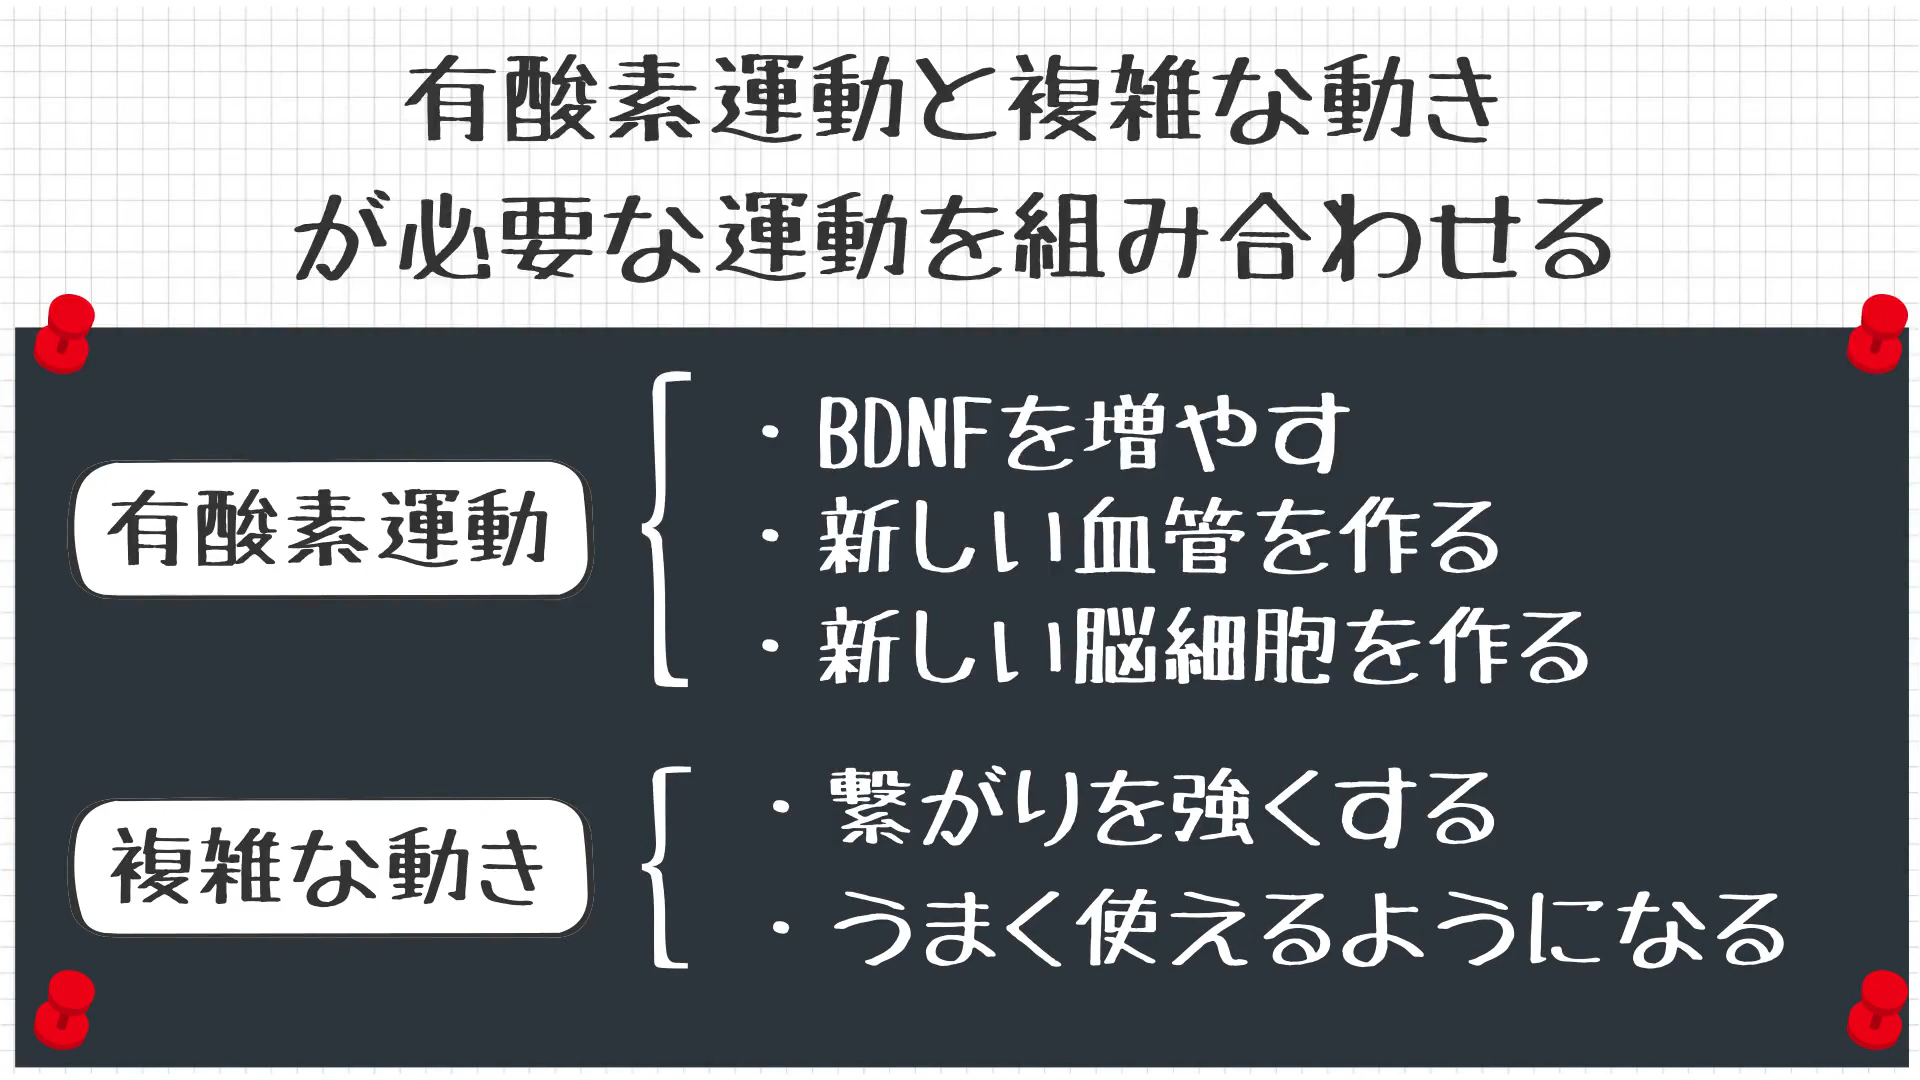 有酸素運動と複雑な動き
が必要な運動を組み合わせる
有酸素運動
・BDNFを増やす
・新しい血管を作る
・新しい脳細胞を作る
複雑な動き
・繋がりを強くする
・うまく使えるようになる